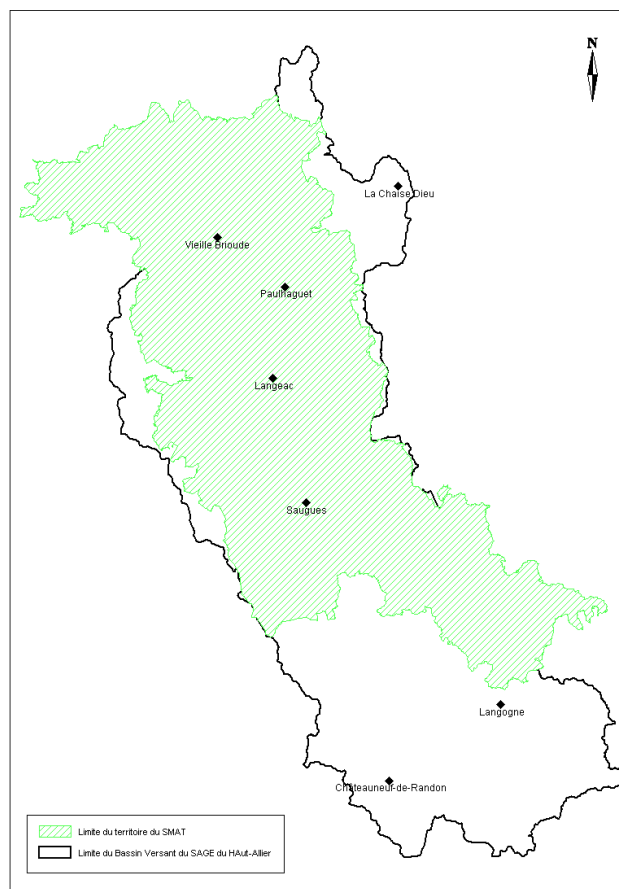 N
La Chaise Dieu
Vieille Brioude
Paulhaguet
Langeac
Saugues
Langogne
Châteauneuf-de-Randon
Limite du territoire du SMAT
Limite du Bassin Versant du SAGE du HAut-Allier